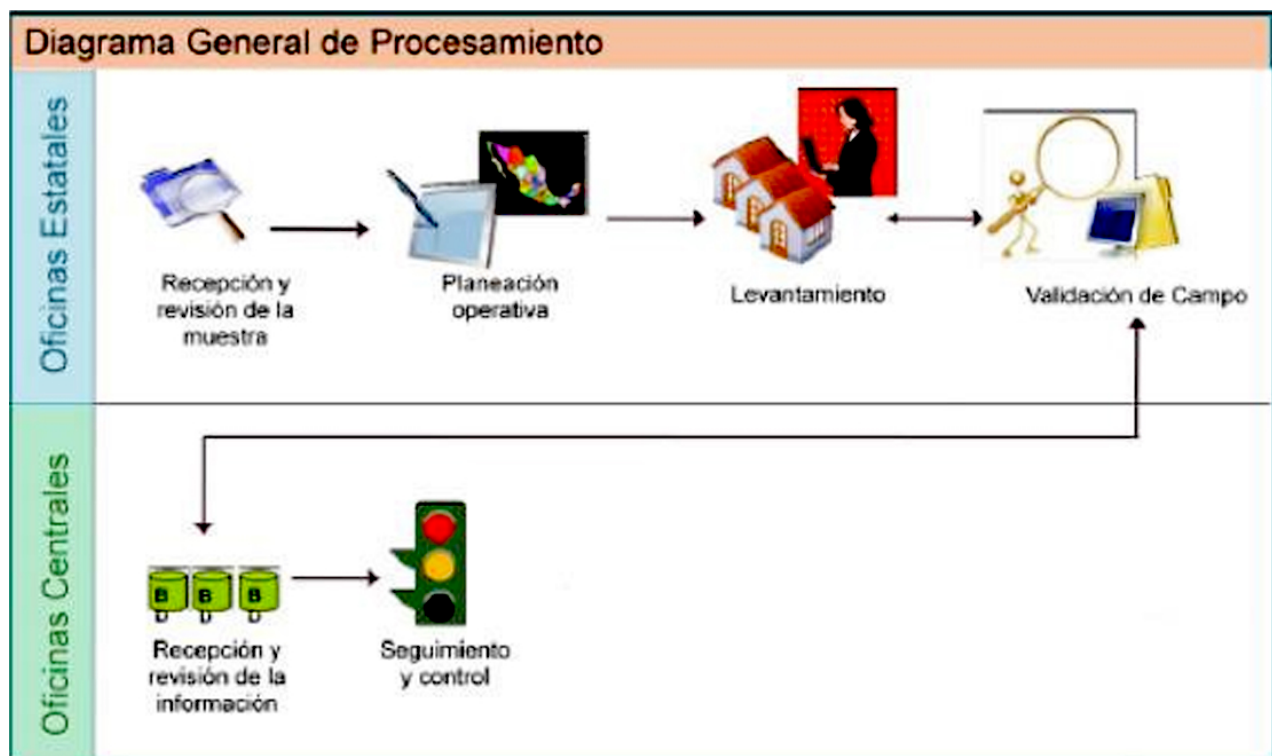 Diagrama General de Procesamiento
Oficinas Estatales
Recepción y
revisión de la
muestra
Planeación
operativa
Levantamiento
Validación de Campo
Oficinas Centrales
B B B
D D D
Recepción y
revisión de la
información
Seguimiento
y control